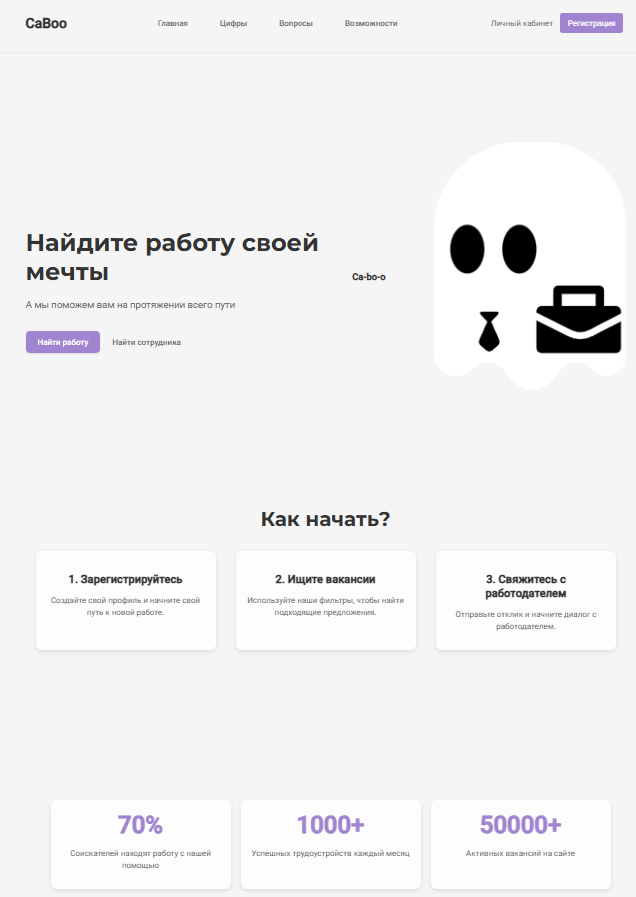 CaBoo
Главная
Цифры
Вопросы
Возможности
Личный кабинет
Регистрация
Найдите работу своей
мечты
Ca-bo-o
А мы поможем вам на протяжении всего пути
Найти работу
Найти сотрудника
Как начать?
1. Зарегистрируйтесь
Создайте свой профиль и начните свой
путь к новой работе.
2. Ищите вакансии
Используйте наши фильтры, чтобы найти
подходящие предложения.
3. Свяжитесь с
работодателем
Отправьте отклик и начните диалог с
работодателем.
70%
Соискателей находят работу с нашей
помощью
1000+
Успешных трудоустройств каждый месяц
50000+
Активных вакансий на сайте